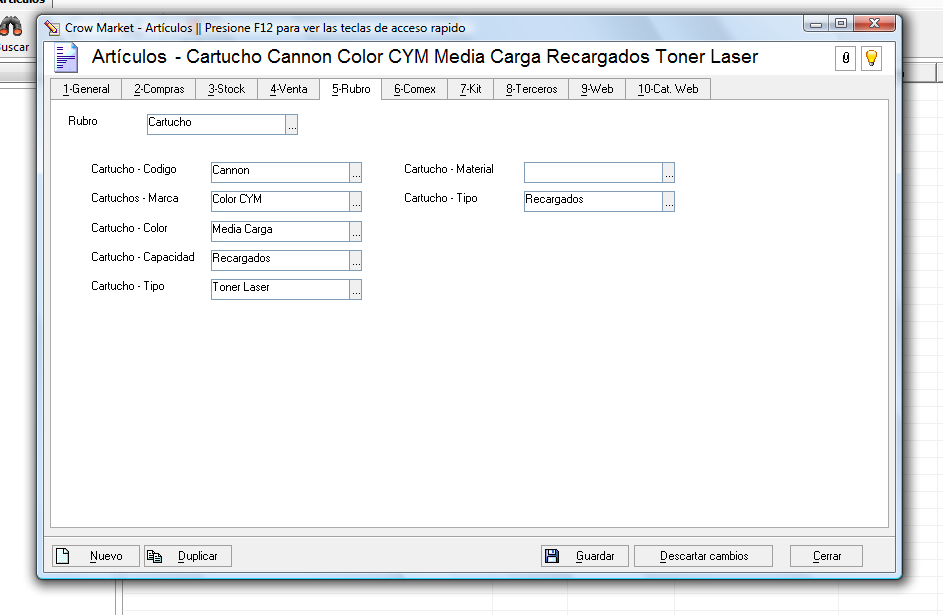 Artículos
Buscar
Crow Market - Artículos || Presione F12 para ver las teclas de acceso rapido
Artículos - Cartucho Cannon Color CYM Media Carga Recargados Toner Laser
1-General 2-Compras 3-Stock 4-Venta 5-Rubro 6-Comex 7-Kit 8-Terceros 9-Web 10-Cat. Web
Rubro Cartucho ...
Cartucho - Codigo Cannon ... Cartucho - Material ...
Cartuchos - Marca Color CYM ... Cartucho - Tipo Recargados ...
Cartucho - Color Media Carga ...
Cartucho - Capacidad Recargados ...
Cartucho - Tipo Toner Laser ...
Nuevo Duplicar Guardar Descartar cambios Cerrar